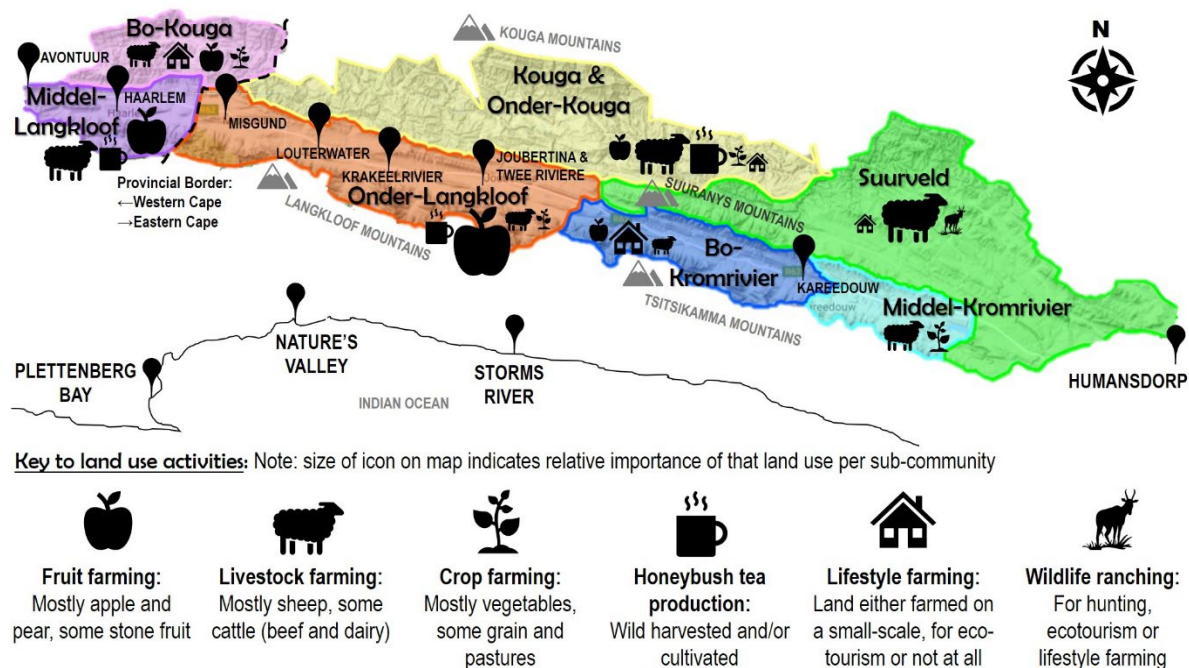 Bo-Kouga
KOUGA MOUNTAINS
N
AVONTUUR
Kouga &
Onder-Kouga
Middel-
Langkloof
HAARLEM
MISGUND
LOUTERWATER
JOUBERTINA &
TWEE RIVIERE
KRAKEELRIVIER
Suurveld
Provincial Border:
←Western Cape
→Eastern Cape
Onder-Langkloof
SUURANYS MOUNTAINS
LANGKLOOF MOUNTAINS
Bo-
Kromrivier
KAREEDOUW
TSITSIKAMMA MOUNTAINS
Middel-Kromrivier
NATURE'S
VALLEY
PLETTENBERG
BAY
STORMS
RIVER
HUMANSDORP
INDIAN OCEAN
Key to land use activities: Note: size of icon on map indicates relative importance of that land use per sub-community
Fruit farming:
Mostly apple and
pear, some stone fruit
Livestock farming:
Mostly sheep, some
cattle (beef and dairy)
Crop farming:
Mostly vegetables,
some grain and
pastures
Honeybush tea
production:
Wild harvested and/or
cultivated
Lifestyle farming:
Land either farmed on
a small-scale, for eco-
tourism or not at all
Wildlife ranching:
For hunting,
ecotourism or
lifestyle farming